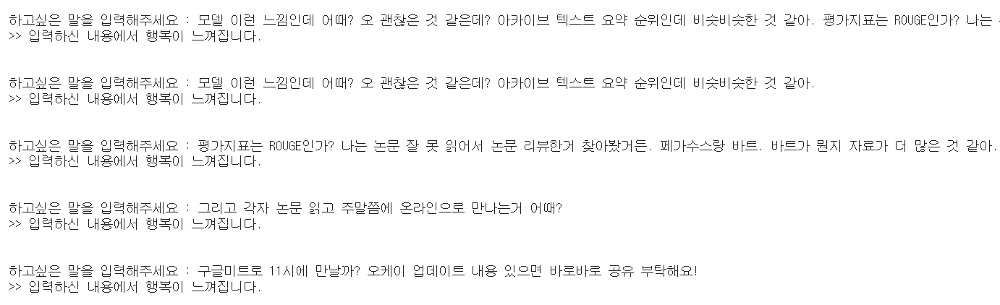 하고싶은 말을 입력해주세요 : 모델 이런 느낌인데 어때? 오 괜찮은 것 같은데? 아카이브 텍스트 요약 순위인데 비슷비슷한 것 같아. 평가지표는 ROUGE인가? 나는
>> 입력하신 내용에서 행복이 느껴집니다.
하고싶은 말을 입력해주세요 : 모델 이런 느낌인데 어때? 오 괜찮은 것 같은데? 아카이브 텍스트 요약 순위인데 비슷비슷한 것 같아.
>> 입력하신 내용에서 행복이 느껴집니다.
하고싶은 말을 입력해주세요 : 평가지표는 ROUGE인가? 나는 논문 잘 못 읽어서 논문 리뷰한거 찾아봤거든. 페가수스랑 바트. 바트가 뭔지 자료가 더 많은 것 같아.
>> 입력하신 내용에서 행복이 느껴집니다.
하고싶은 말을 입력해주세요 : 그리고 각자 논문 읽고 주말쯤에 온라인으로 만나는거 어때?
>> 입력하신 내용에서 행복이 느껴집니다.
하고싶은 말을 입력해주세요 : 구글미트로 11시에 만날까? 오케이 업데이트 내용 있으면 바로바로 공유 부탁해요!
>> 입력하신 내용에서 행복이 느껴집니다.